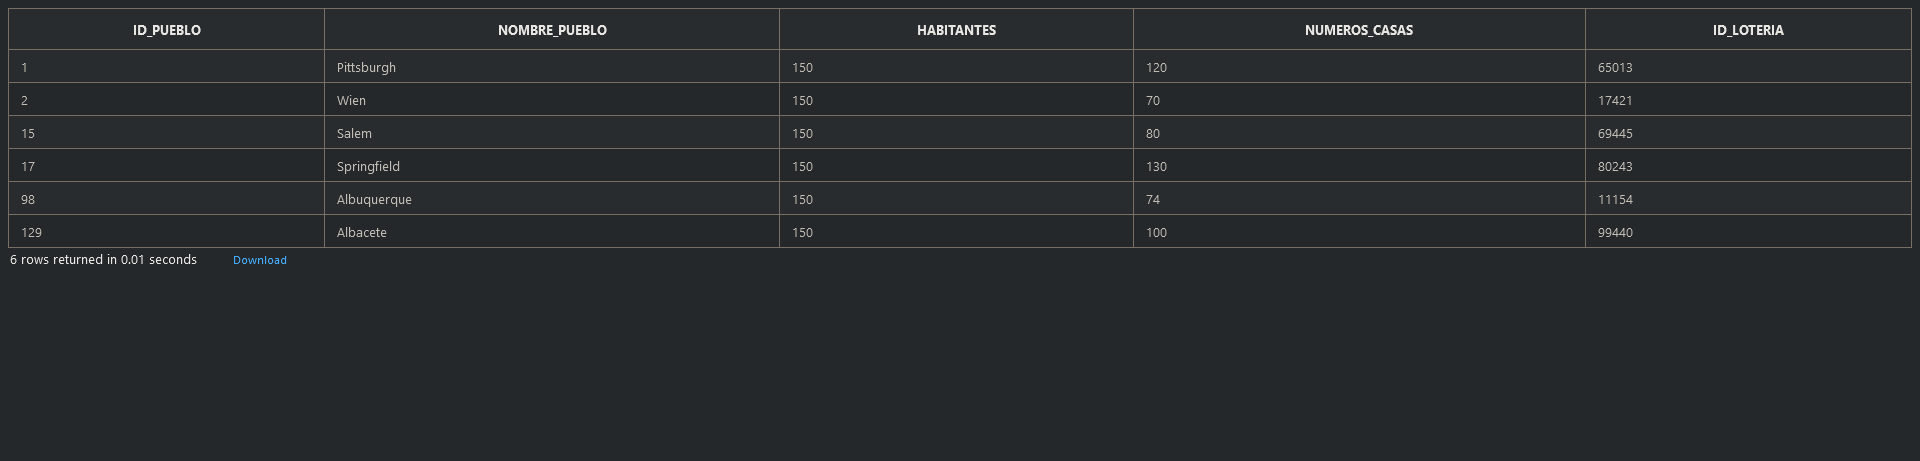 ID_PUEBLO NOMBRE_PUEBLO HABITANTES NUMEROS_CASAS ID_LOTERIA
1 Pittsburgh 150 120 65013
2 Wien 150 70 17421
15 Salem 150 80 69445
17 Springfield 150 130 80243
98 Albuquerque 150 74 11154
129 Albacete 150 100 99440
6 rows returned in 0.01 seconds Download